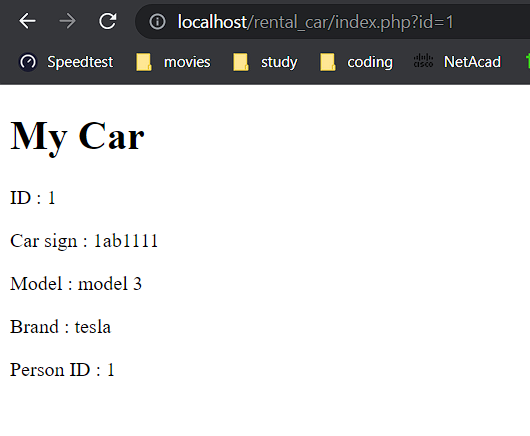 localhost/rental_car/index.php?id=1
Speedtest movies study coding CISCO NetAcad
My Car
ID : 1
Car sign : 1ab1111
Model : model 3
Brand : tesla
Person ID : 1